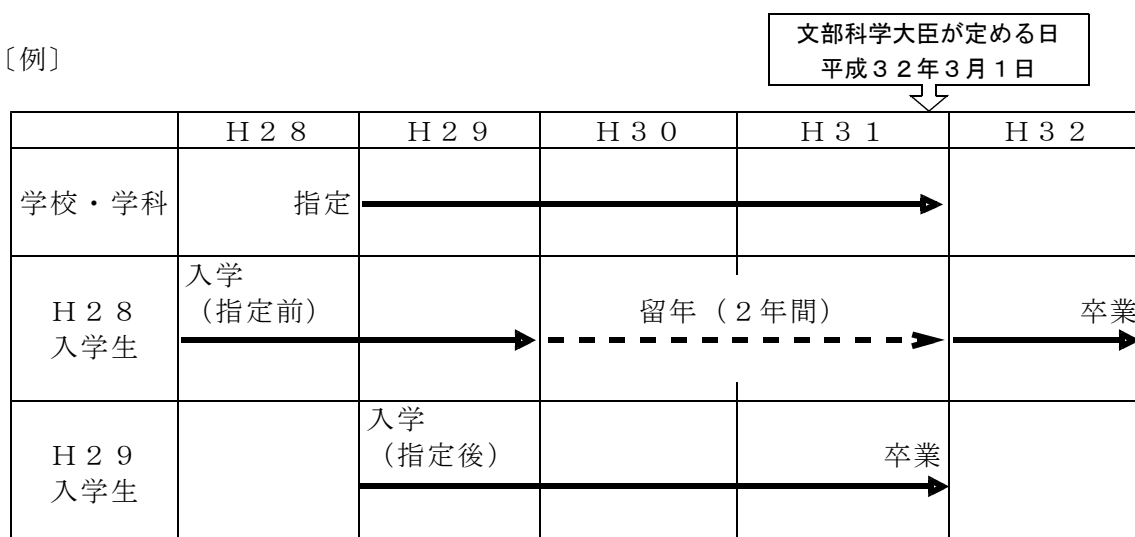 文部科学大臣が定める日
平成３２年３月１日
〔例〕
Ｈ２８ Ｈ２９ Ｈ３０ Ｈ３１ Ｈ３２
学校・学科 指定
Ｈ２８
入学生
入学
（指定前）
留年（２年間）
卒業
Ｈ２９
入学生
入学
（指定後）
卒業